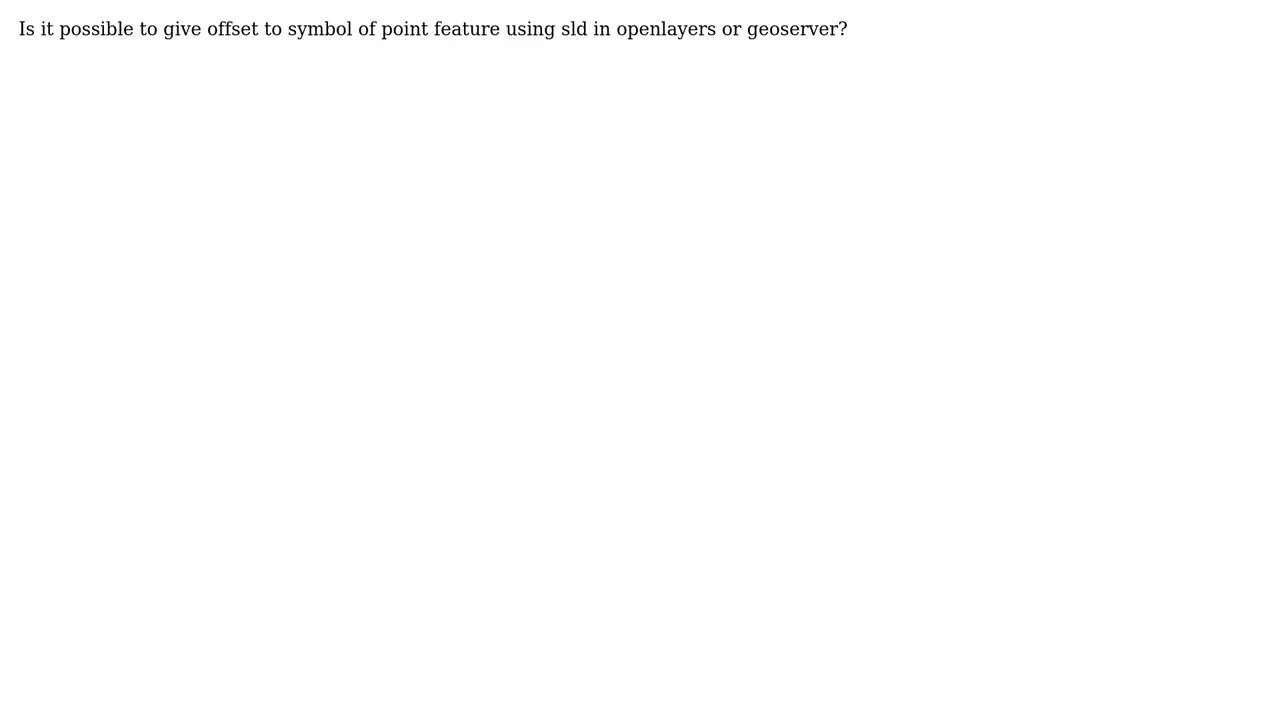 Is it possible to give offset to symbol of point feature using sld in openlayers or geoserver?